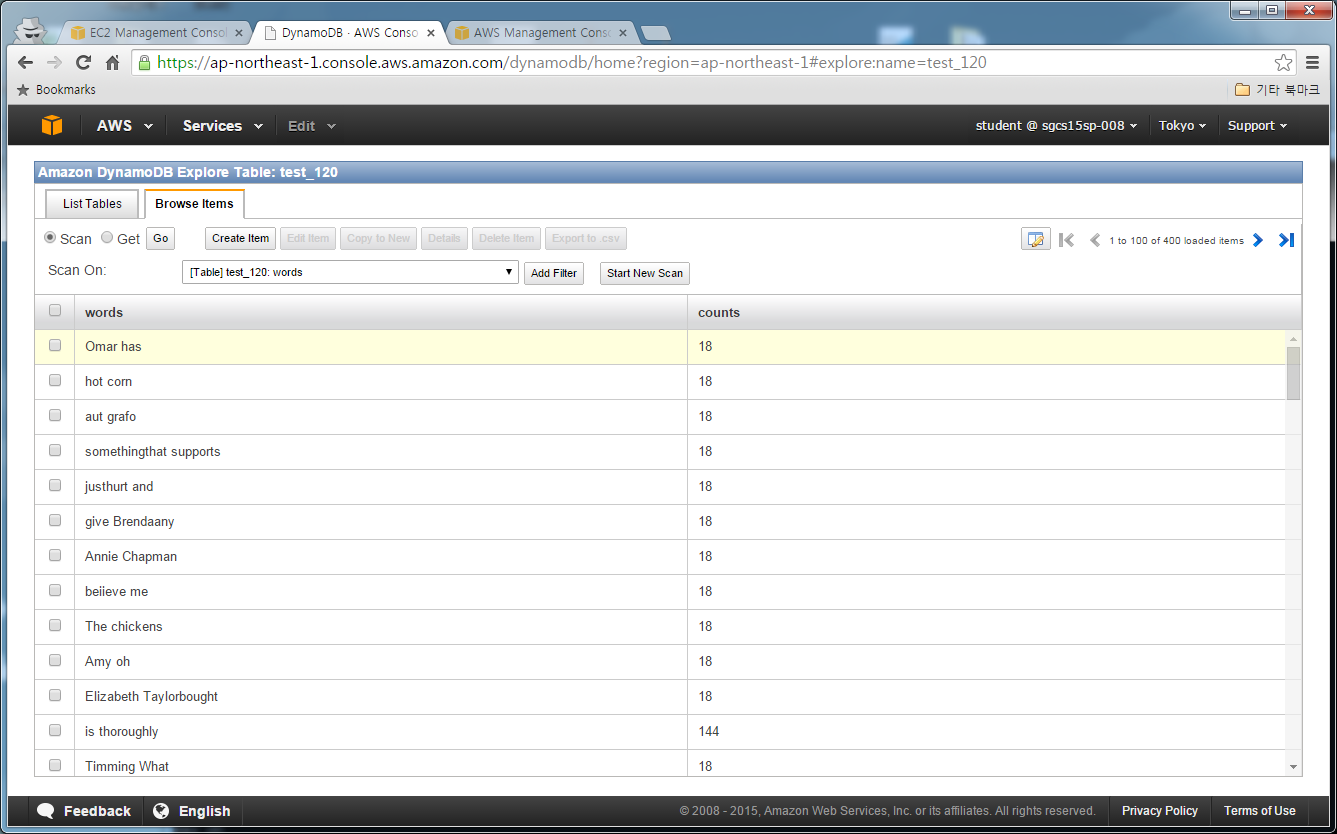 EC2 Management Consol
DynamoDB · AWS Conso
AWS Management Conso
https://ap-northeast-1.console.aws.amazon.com/dynamodb/home?region=ap-northeast-1#explore:name=test_120
Bookmarks
기타 북마크
AWS Services Edit student @ sgcs15sp-008 Tokyo Support
Amazon DynamoDB Explore Table: test_120
List Tables Browse Items
Scan Get Go Create Item Edit Item Copy to New Details Delete Item Export to .csv 1 to 100 of 400 loaded items
Scan On: [Table] test_120: words Add Filter Start New Scan
words counts
Omar has 18
hot corn 18
aut grafo 18
somethingthat supports 18
justhurt and 18
give Brendaany 18
Annie Chapman 18
beiieve me 18
The chickens 18
Amy oh 18
Elizabeth Taylorbought 18
is thoroughly 144
Timming What 18
Feedback English © 2008 - 2015, Amazon Web Services, Inc. or its affiliates. All rights reserved. Privacy Policy Terms of Use